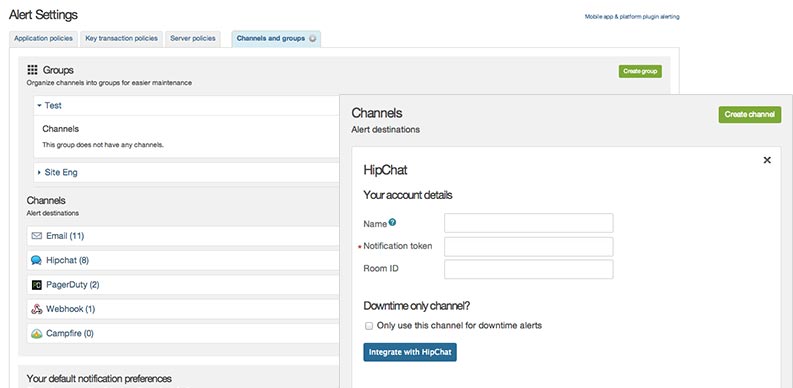 Alert Settings
Mobile app & platform plugin alerting
Application policies
Key transaction policies
Server policies
Channels and groups
Groups
Create group
Organize channels into groups for easier maintenance
Test
Channels
This group does not have any channels.
Site Eng
Channels
Alert destinations
Email (11)
Hipchat (8)
PagerDuty (2)
Webhook (1)
Campfire (0)
Your default notification preferences
Channels
Create channel
Alert destinations
HipChat
Your account details
Name ?
Notification token
Room ID
Downtime only channel?
Only use this channel for downtime alerts
Integrate with HipChat